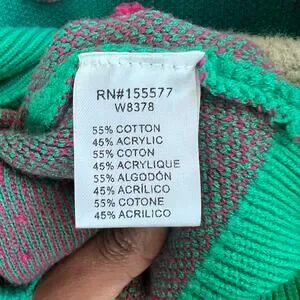 RN#155577
W8378
55% COTTON
45% ACRYLIC
55% COTON
45% ACRYLIQUE
55% ALGODÓN
45% ACRÍLICO
55% COTONE
45% ACRILICO